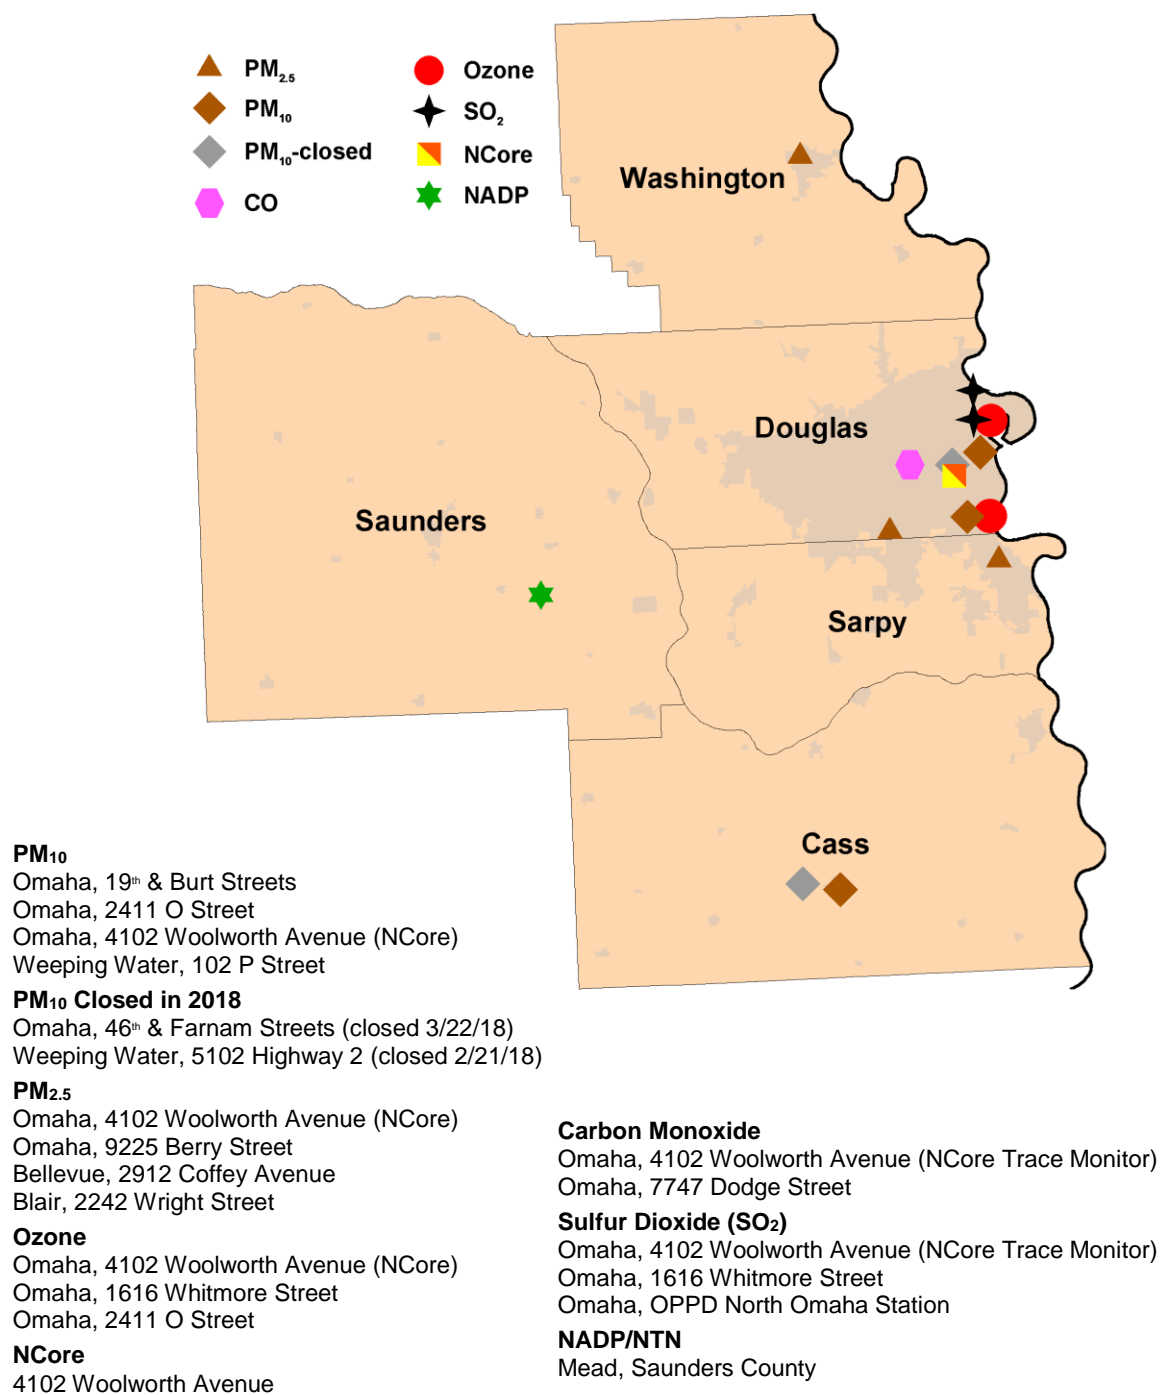 PM2.5
PM10
PM10-closed
CO
Ozone
SO2
NCore
NADP
Washington
Douglas
Saunders
Sarpy
Cass
PM10
Omaha, 19th & Burt Streets
Omaha, 2411 O Street
Omaha, 4102 Woolworth Avenue (NCore)
Weeping Water, 102 P Street
PM10 Closed in 2018
Omaha, 46th & Farnam Streets (closed 3/22/18)
Weeping Water, 5102 Highway 2 (closed 2/21/18)
PM2.5
Omaha, 4102 Woolworth Avenue (NCore)
Omaha, 9225 Berry Street
Bellevue, 2912 Coffey Avenue
Blair, 2242 Wright Street
Ozone
Omaha, 4102 Woolworth Avenue (NCore)
Omaha, 1616 Whitmore Street
Omaha, 2411 O Street
NCore
4102 Woolworth Avenue
Carbon Monoxide
Omaha, 4102 Woolworth Avenue (NCore Trace Monitor)
Omaha, 7747 Dodge Street
Sulfur Dioxide (SO2)
Omaha, 4102 Woolworth Avenue (NCore Trace Monitor)
Omaha, 1616 Whitmore Street
Omaha, OPPD North Omaha Station
NADP/NTN
Mead, Saunders County